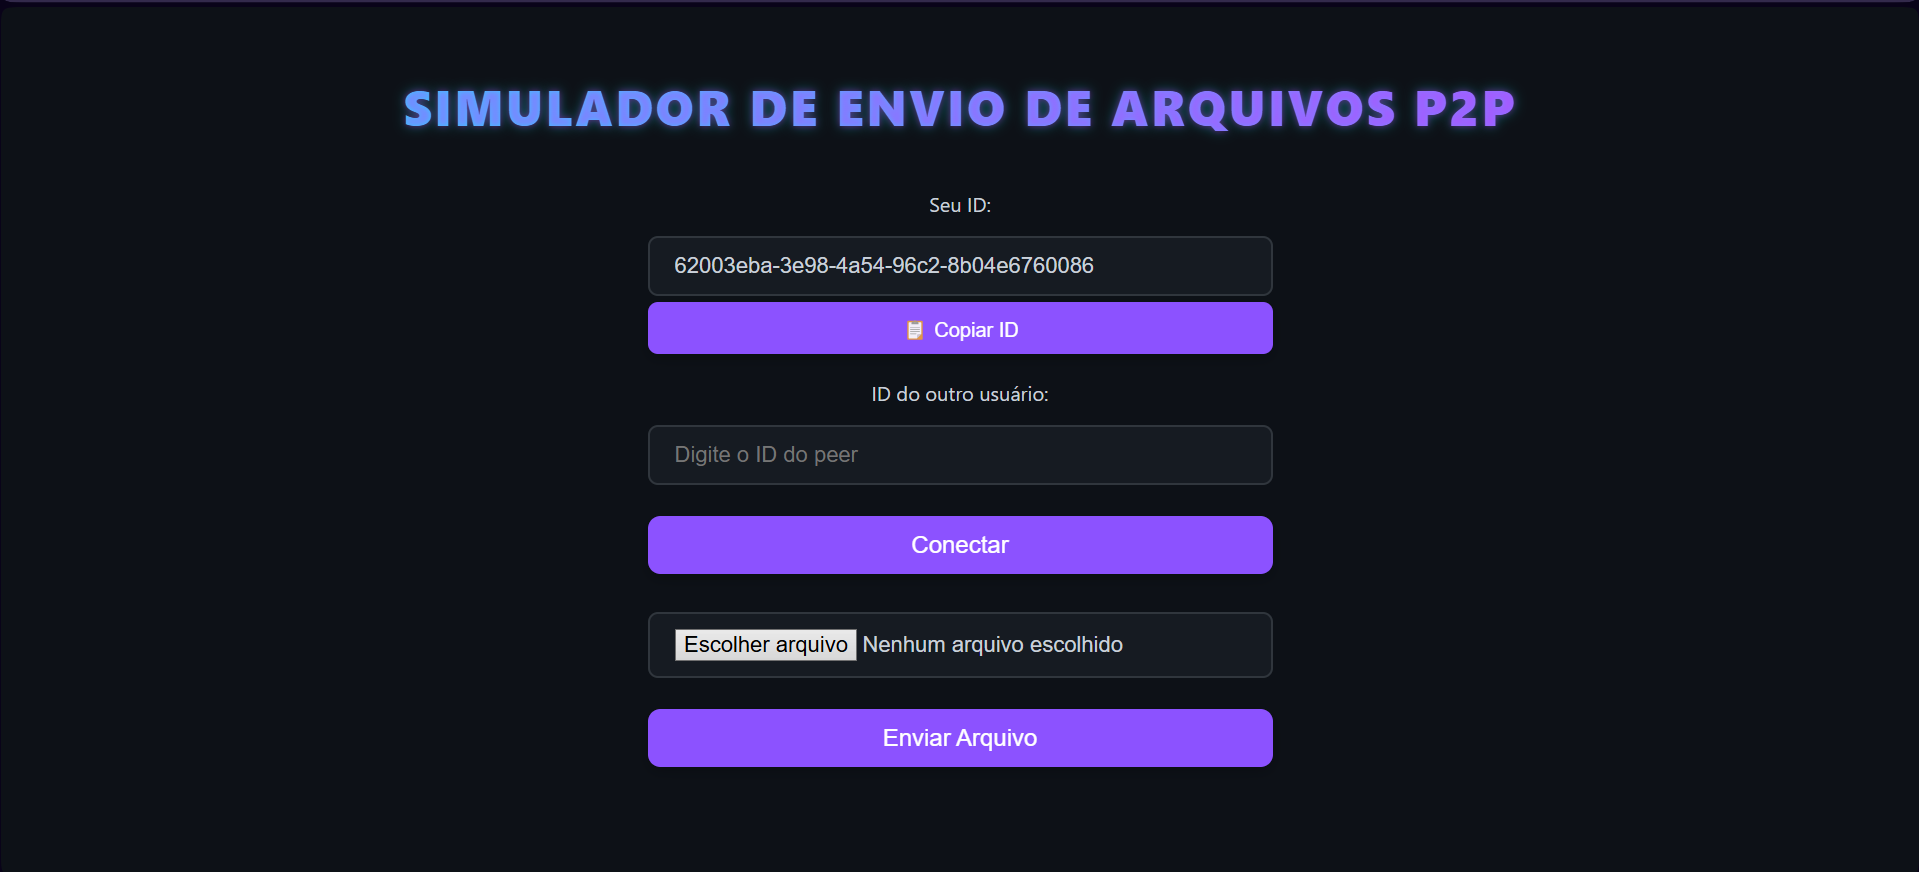 SIMULADOR DE ENVIO DE ARQUIVOS P2P
Seu ID:
62003eba-3e98-4a54-96c2-8b04e6760086
📋 Copiar ID
ID do outro usuário:
Digite o ID do peer
Conectar
Escolher arquivo Nenhum arquivo escolhido
Enviar Arquivo